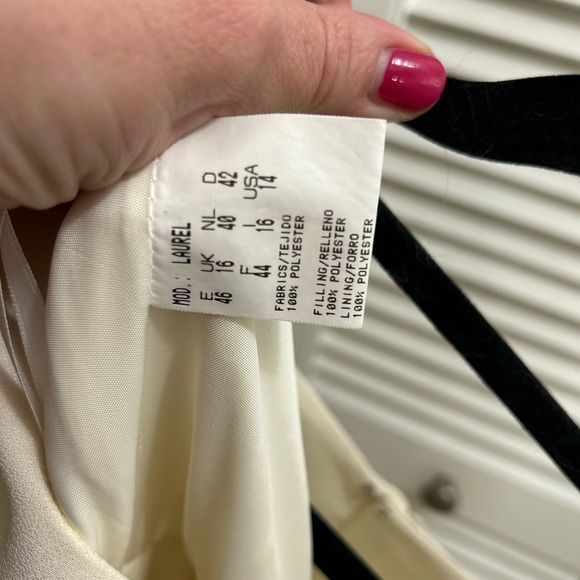 MOD.: LAUREL
E UK NL D
46 16 40 42
F I USA
44 16 14
FABRICS/TEJIDO
100% POLYESTER
FILLING/RELLENO
100% POLYESTER
LINING/FORRO
100% POLYESTER